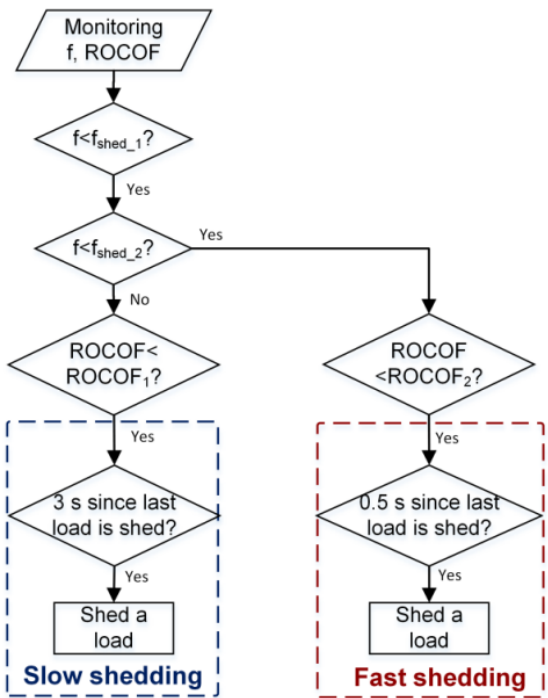 Monitoring
f, ROCOF
f<fshed_1?
Yes
f<fshed_2?
Yes
No
ROCOF<
ROCOF1?
ROCOF
<ROCOF2?
Yes
Yes
3 s since last
load is shed?
0.5 s since last
load is shed?
Yes
Yes
Shed a
load
Shed a
load
Slow shedding
Fast shedding